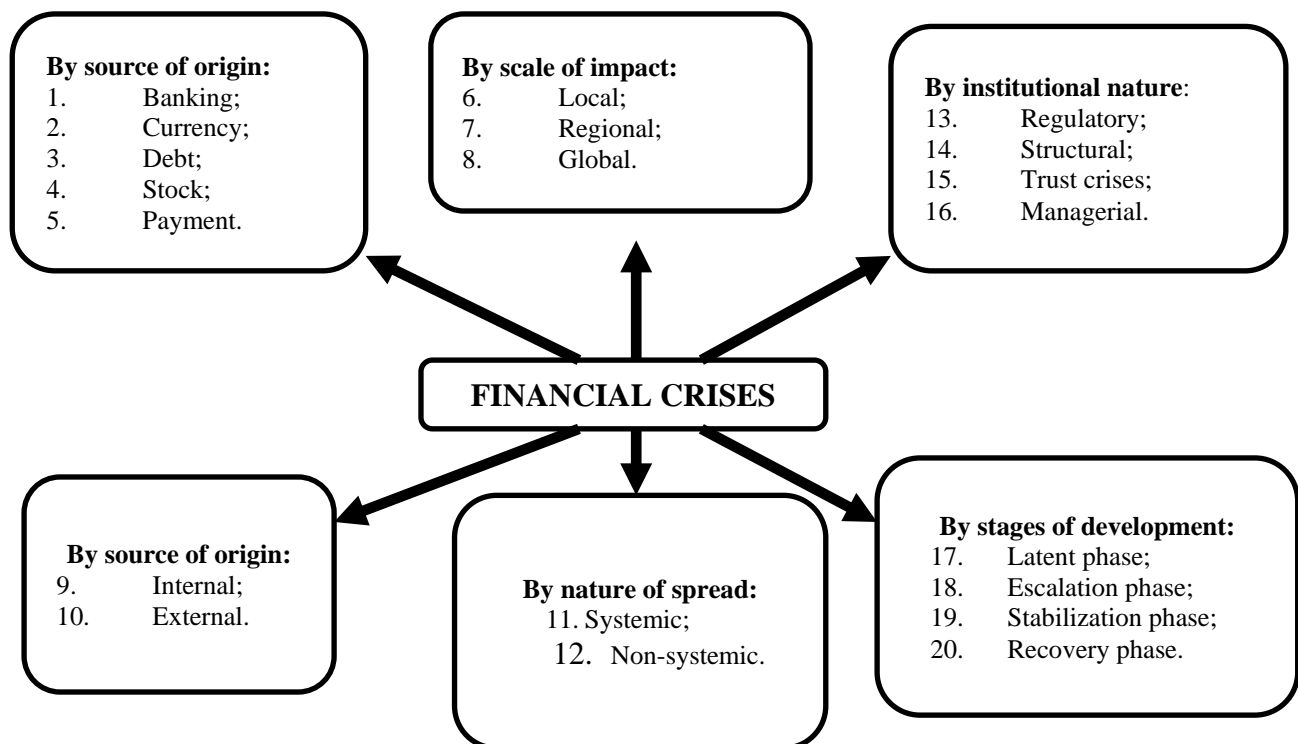 By source of origin:
1. Banking;
2. Currency;
3. Debt;
4. Stock;
5. Payment.
By scale of impact:
6. Local;
7. Regional;
8. Global.
By institutional nature:
13. Regulatory;
14. Structural;
15. Trust crises;
16. Managerial.
FINANCIAL CRISES
By source of origin:
9. Internal;
10. External.
By nature of spread:
11. Systemic;
12. Non-systemic.
By stages of development:
17. Latent phase;
18. Escalation phase;
19. Stabilization phase;
20. Recovery phase.